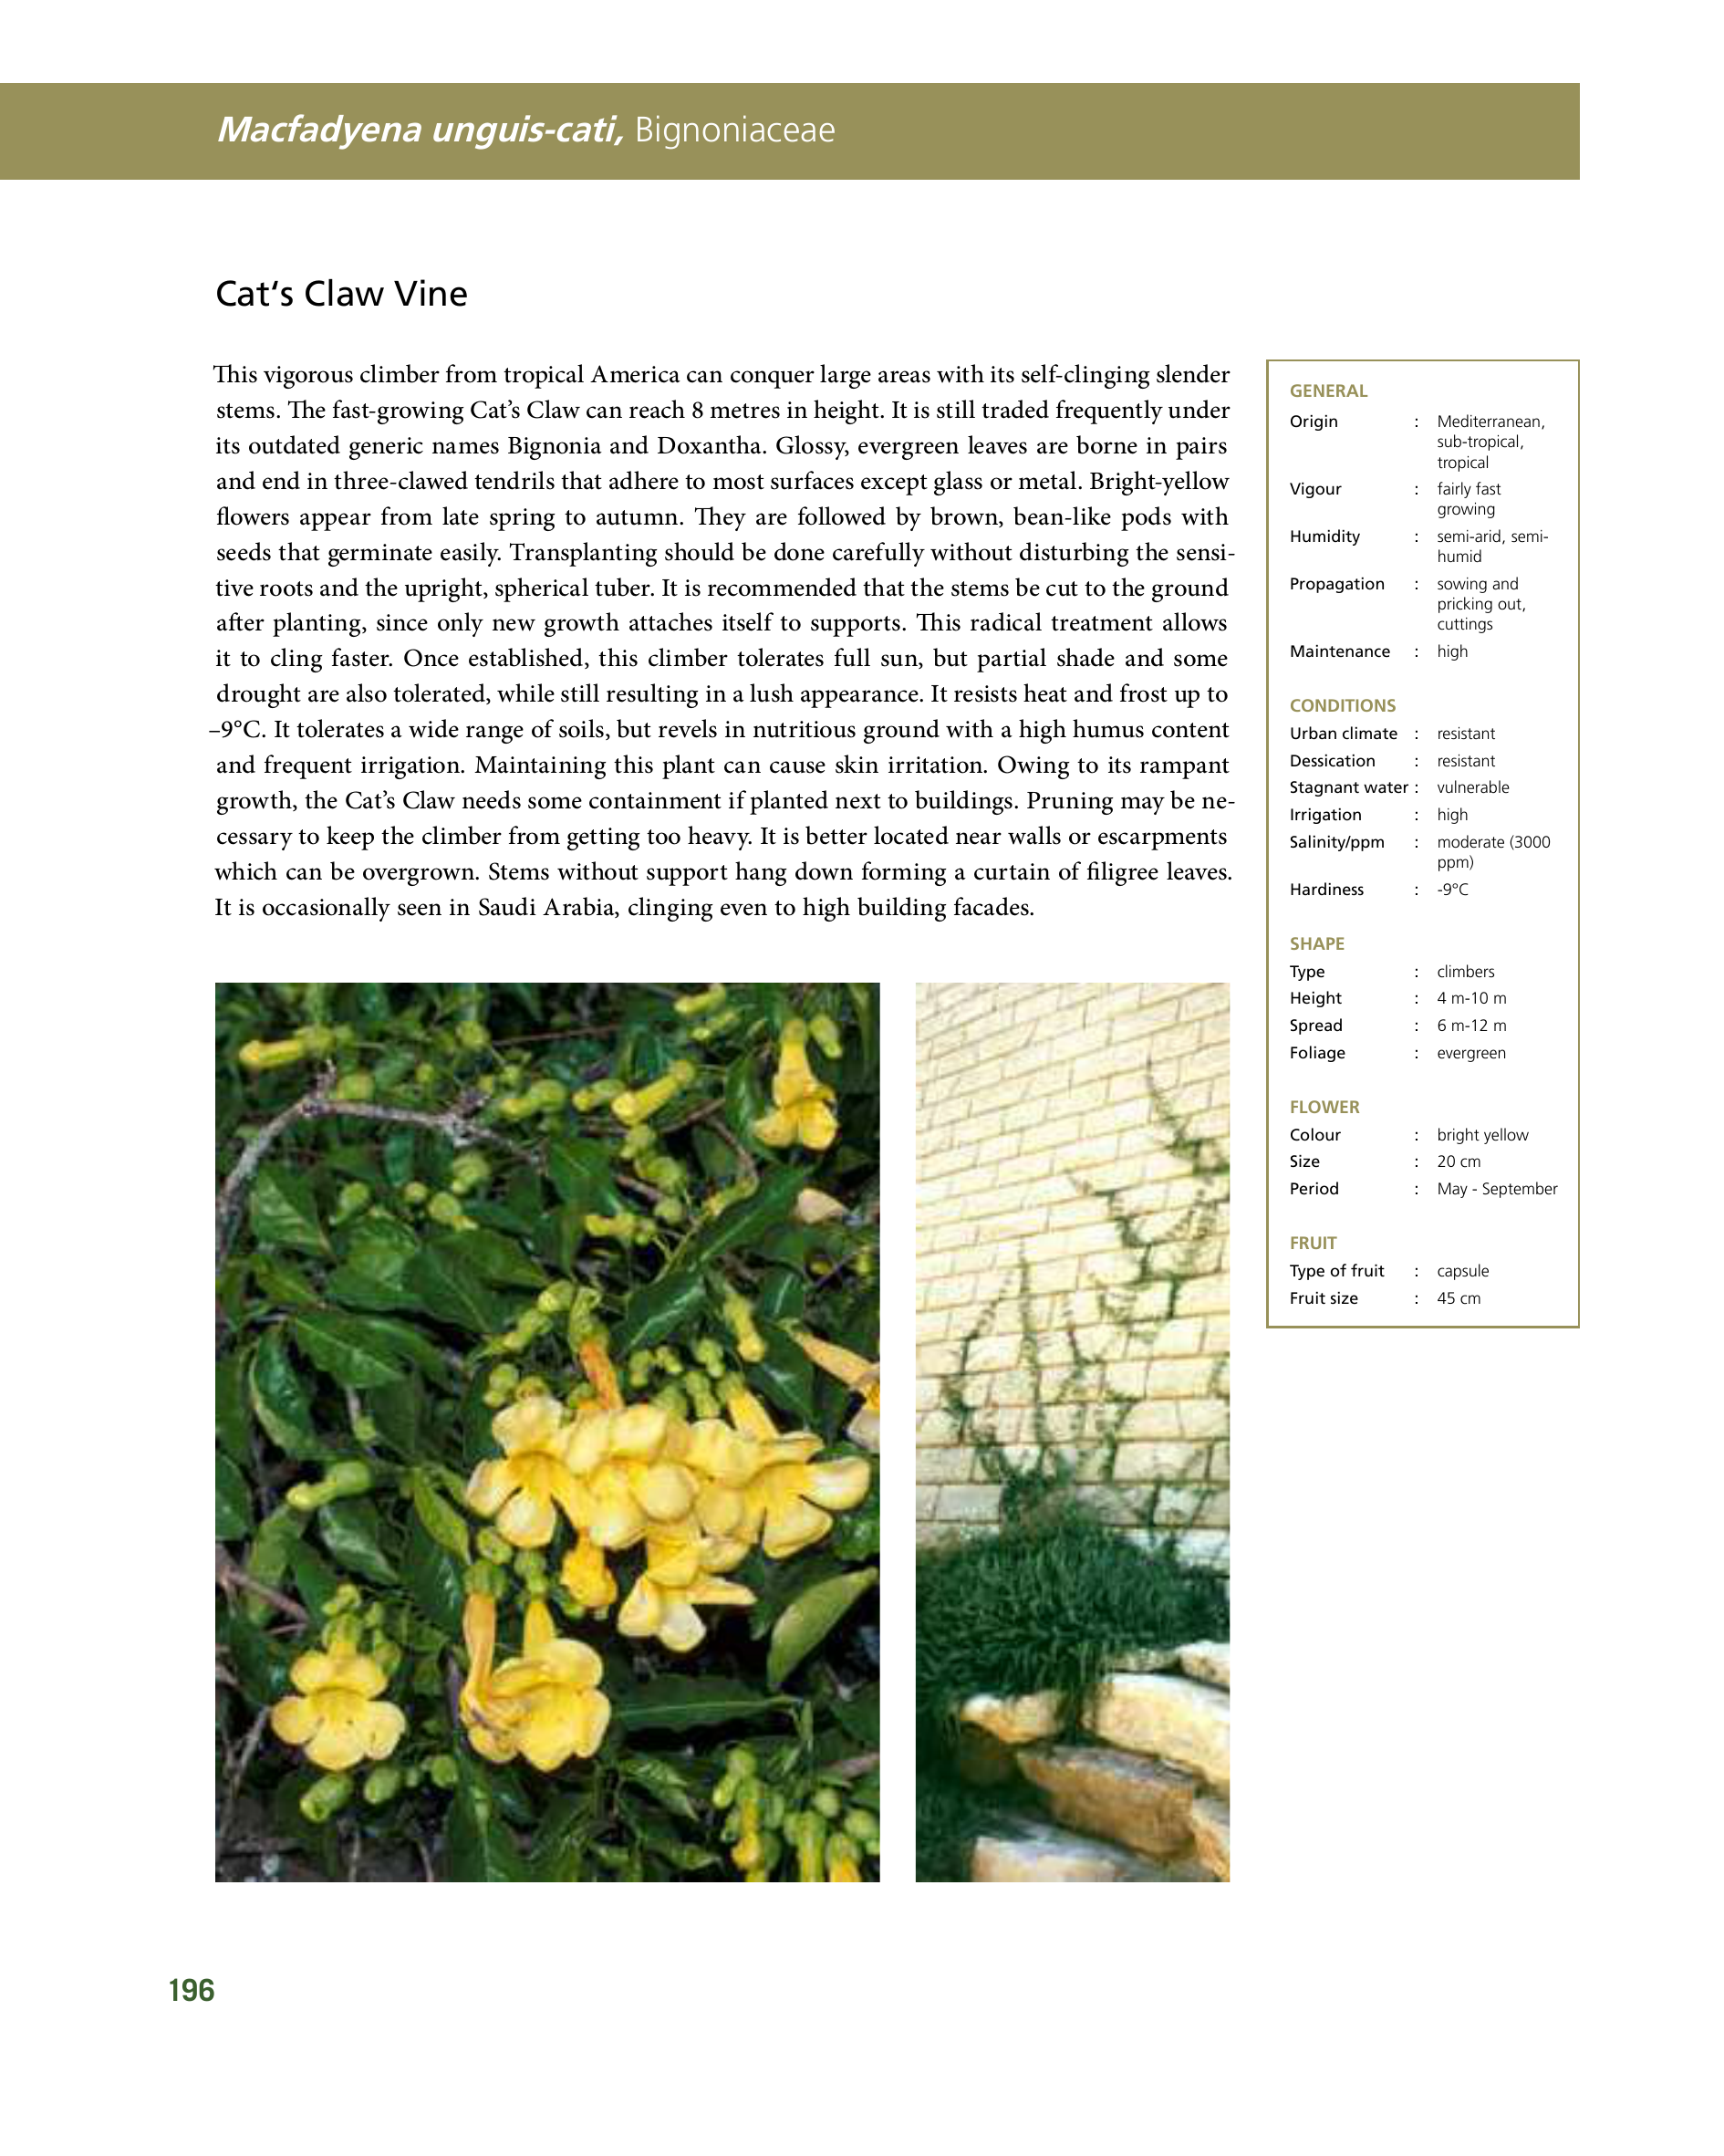 Macfadyena unguis-cati, Bignoniaceae
Cat‘s Claw Vine
This vigorous climber from tropical America can conquer large areas with its self-clinging slender
stems. The fast-growing Cat’s Claw can reach 8 metres in height. It is still traded frequently under
its outdated generic names Bignonia and Doxantha. Glossy, evergreen leaves are borne in pairs
and end in three-clawed tendrils that adhere to most surfaces except glass or metal. Bright-yellow
flowers appear from late spring to autumn. They are followed by brown, bean-like pods with
seeds that germinate easily. Transplanting should be done carefully without disturbing the sensi-
tive roots and the upright, spherical tuber. It is recommended that the stems be cut to the ground
after planting, since only new growth attaches itself to supports. This radical treatment allows
it to cling faster. Once established, this climber tolerates full sun, but partial shade and some
drought are also tolerated, while still resulting in a lush appearance. It resists heat and frost up to
–9°C. It tolerates a wide range of soils, but revels in nutritious ground with a high humus content
and frequent irrigation. Maintaining this plant can cause skin irritation. Owing to its rampant
growth, the Cat’s Claw needs some containment if planted next to buildings. Pruning may be ne-
cessary to keep the climber from getting too heavy. It is better located near walls or escarpments
which can be overgrown. Stems without support hang down forming a curtain of filigree leaves.
It is occasionally seen in Saudi Arabia, clinging even to high building facades.
GENERAL
Origin : Mediterranean,
sub-tropical,
tropical
Vigour : fairly fast
growing
Humidity : semi-arid, semi-
humid
Propagation : sowing and
pricking out,
cuttings
Maintenance : high
CONDITIONS
Urban climate : resistant
Dessication : resistant
Stagnant water : vulnerable
Irrigation : high
Salinity/ppm : moderate (3000
ppm)
Hardiness : -9°C
SHAPE
Type : climbers
Height : 4 m-10 m
Spread : 6 m-12 m
Foliage : evergreen
FLOWER
Colour : bright yellow
Size : 20 cm
Period : May - September
FRUIT
Type of fruit : capsule
Fruit size : 45 cm
196